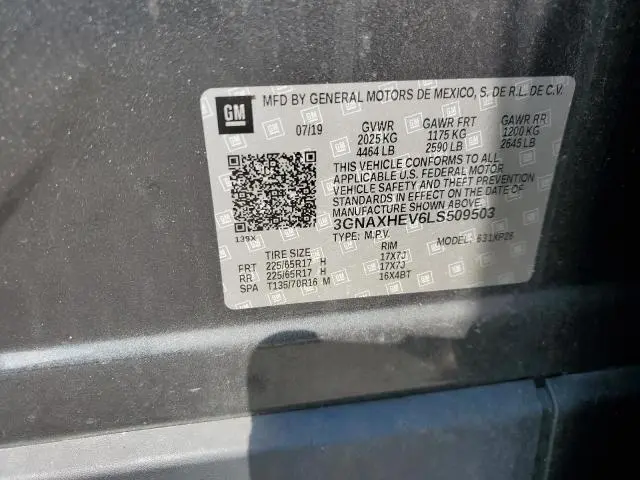 GM
MFD BY GENERAL MOTORS DE MEXICO, S. DE R.L. DE C.V.
07/19 GVWR GAWR FRT GAWR RR
2025 KG 1175 KG 1200 KG
4464 LB 2590 LB 2645 LB
THIS VEHICLE CONFORMS TO ALL
APPLICABLE U.S. FEDERAL MOTOR
VEHICLE SAFETY AND THEFT PREVENTION
STANDARDS IN EFFECT ON THE DATE OF
MANUFACTURE SHOWN ABOVE.
3GNAXHEV6LS509503
139X TYPE: M.P.V. MODEL:
TIRE SIZE RIM
FRT 225/65R17 H 17X7J
RR 225/65R17 H 17X7J
SPA T135/70R16 M 16X4BT